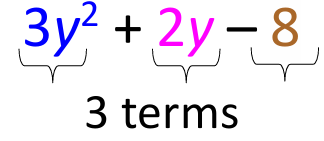 3y² + 2y – 8
3 terms